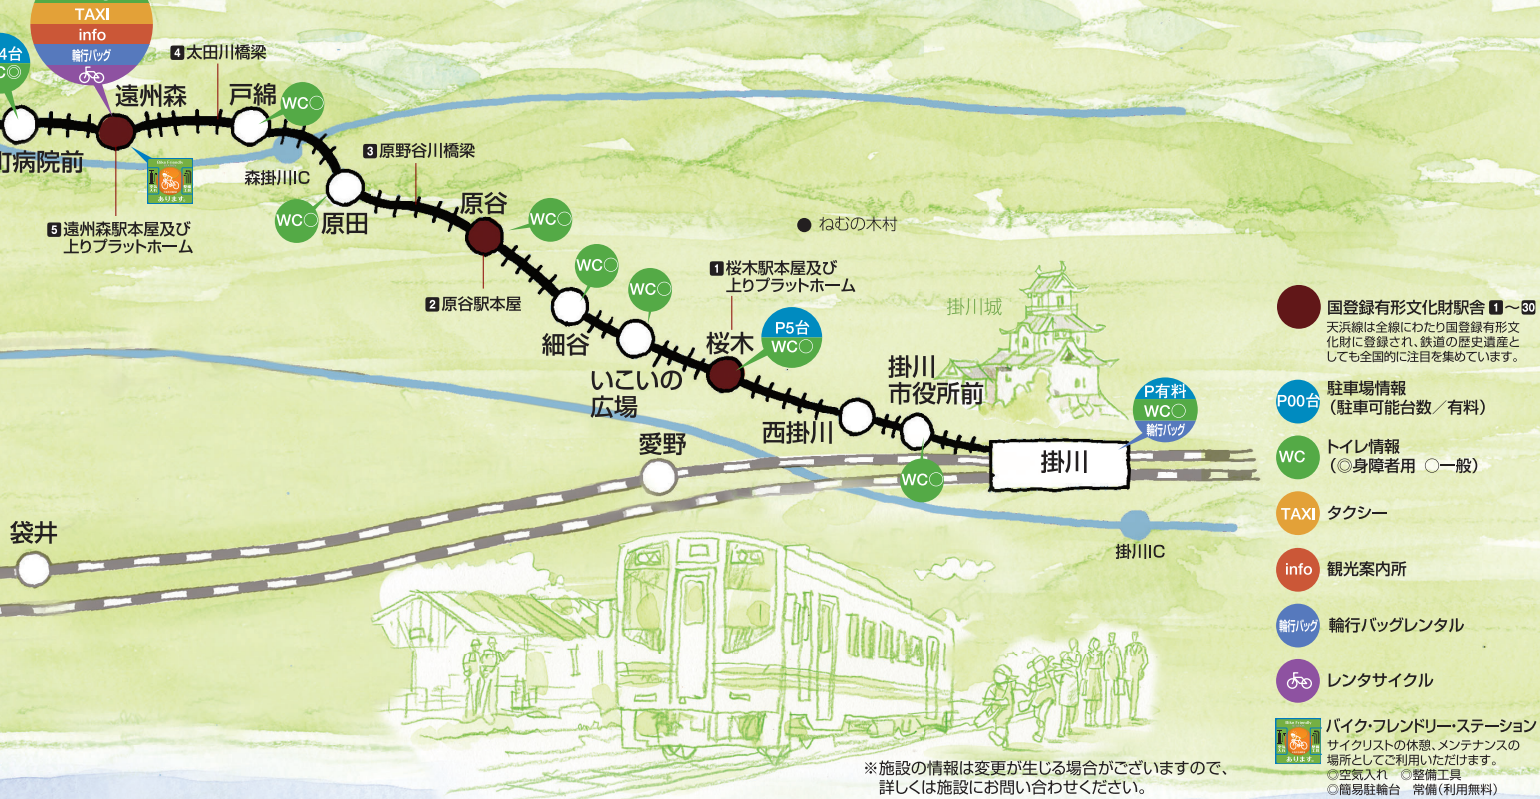 TAXI
info
輪行バッグ
4台
C◎
遠州森
4 太田川橋梁
戸綿
WC○
町病院前
Bike Friendly
あります。
森掛川IC
3 原野谷川橋梁
WC○
原田
原谷
WC○
5 遠州森駅本屋及び
上りプラットホーム
2 原谷駅本屋
WC○
細谷
WC○
いこいの
広場
●ねむの木村
1 桜木駅本屋及び
上りプラットホーム
桜木
P5台
WC○
掛川城
掛川
市役所前
西掛川
WC○
P有料
WC○
輪行バッグ
掛川
愛野
袋井
掛川IC
国登録有形文化財駅舎 1～30
天浜線は全線にわたり国登録有形文
化財に登録され、鉄道の歴史遺産と
しても全国的に注目を集めています。
P00台
駐車場情報
（駐車可能台数／有料）
WC
トイレ情報
（◎身障者用 ○一般）
TAXI
タクシー
info
観光案内所
輪行バッグ
輪行バッグレンタル
レンタサイクル
Bike Friendly
あります。
バイク・フレンドリー・ステーション
サイクリストの休憩、メンテナンスの
場所としてご利用いただけます。
◎空気入れ ◎整備工具
◎簡易駐輪台 常備（利用無料）
※施設の情報は変更が生じる場合がございますので、
詳しくは施設にお問い合わせください。